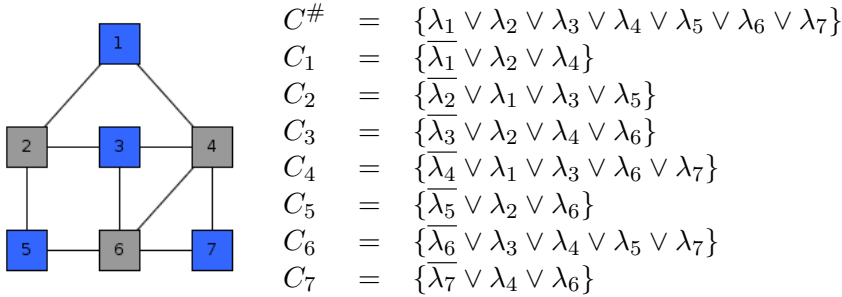 1
2 3 4
5 6 7
C^# = {λ₁ ∨ λ₂ ∨ λ₃ ∨ λ₄ ∨ λ₅ ∨ λ₆ ∨ λ₇}
C₁ = {λ̅₁ ∨ λ₂ ∨ λ₄}
C₂ = {λ̅₂ ∨ λ₁ ∨ λ₃ ∨ λ₅}
C₃ = {λ̅₃ ∨ λ₂ ∨ λ₄ ∨ λ₆}
C₄ = {λ̅₄ ∨ λ₁ ∨ λ₃ ∨ λ₆ ∨ λ₇}
C₅ = {λ̅₅ ∨ λ₂ ∨ λ₆}
C₆ = {λ̅₆ ∨ λ₃ ∨ λ₄ ∨ λ₅ ∨ λ₇}
C₇ = {λ̅₇ ∨ λ₄ ∨ λ₆}